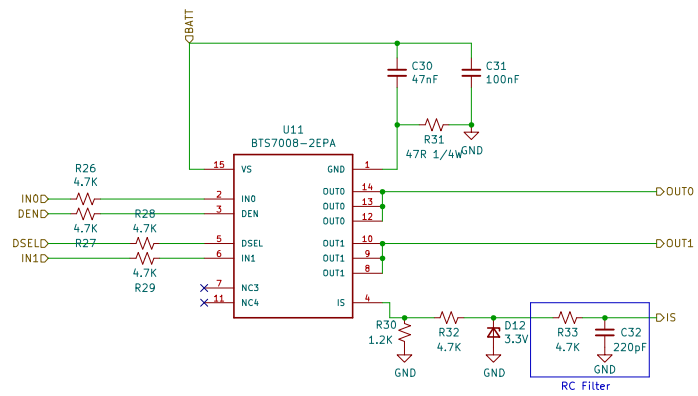 BATT
C30
47nF
C31
100nF
R31
47R 1/4W
GND
U11
BTS7008-2EPA
15 VS GND 1
R26
4.7K
IN0 2 IN0 OUT0 14 OUT0
DEN 3 DEN OUT0 13
4.7K
R27
R28
4.7K
OUT0 12
DSEL 5 DSEL OUT1 10 OUT1
IN1 6 IN1 OUT1 9
4.7K
R29
OUT1 8
7 NC3
11 NC4
IS 4
R30
1.2K
GND
R32
4.7K
D12
3.3V
GND
R33
4.7K
C32
220pF
GND
IS
RC Filter